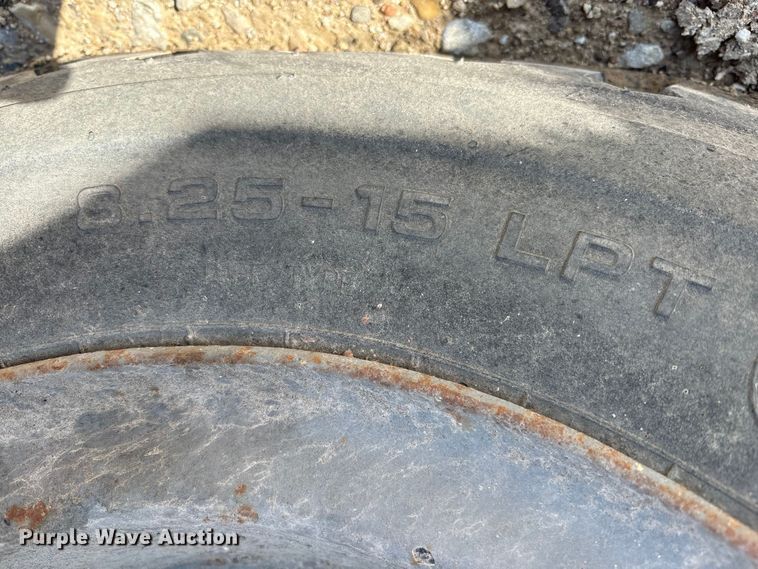 8.25-15 LPT
Purple Wave Auction